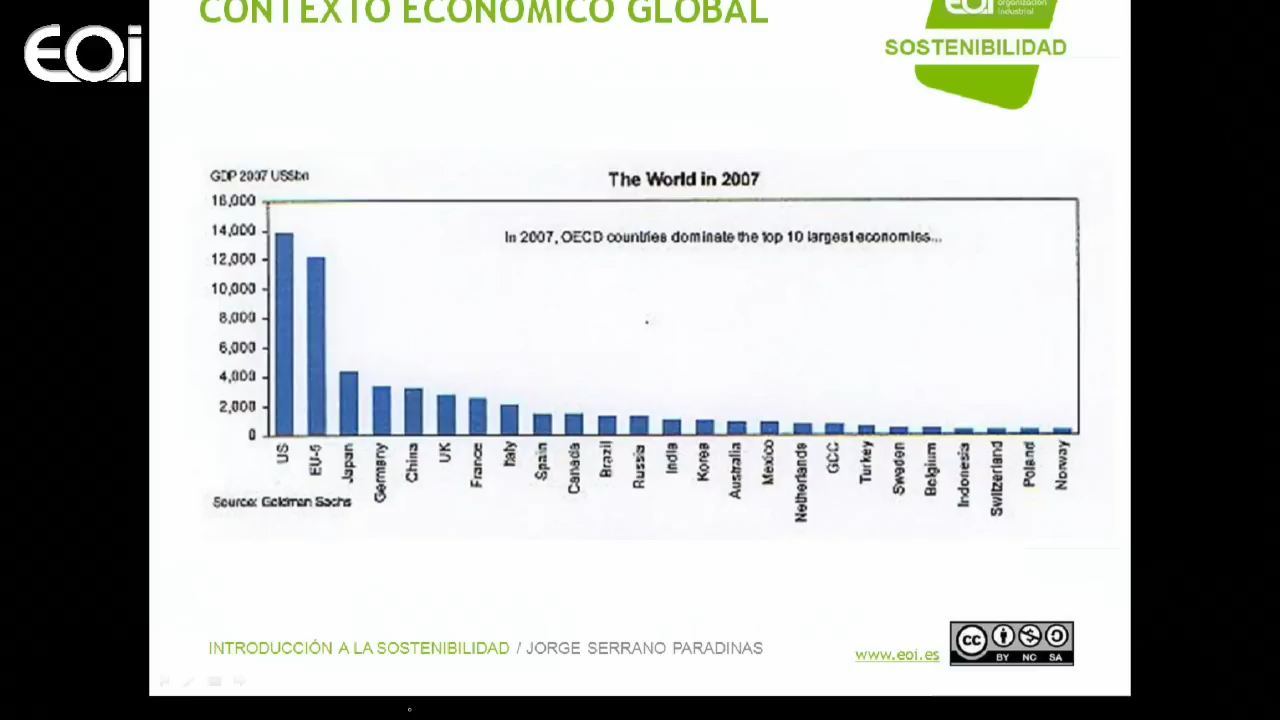 CONTEXTO ECONÓMICO GLOBAL
EOi
EOi
organización
industrial
SOSTENIBILIDAD
GDP 2007 US$bn
The World in 2007
In 2007, OECD countries dominate the top 10 largest economies...
16,000
14,000
12,000
10,000
8,000
6,000
4,000
2,000
0
US
EU-5
Japan
Germany
China
UK
France
Italy
Spain
Canada
Brazil
Russia
India
Korea
Australia
Mexico
Netherlands
GCC
Turkey
Sweden
Belgium
Indonesia
Switzerland
Poland
Norway
Source: Goldman Sachs
INTRODUCCIÓN A LA SOSTENIBILIDAD / JORGE SERRANO PARADINAS
www.eoi.es
cc
BY NC SA